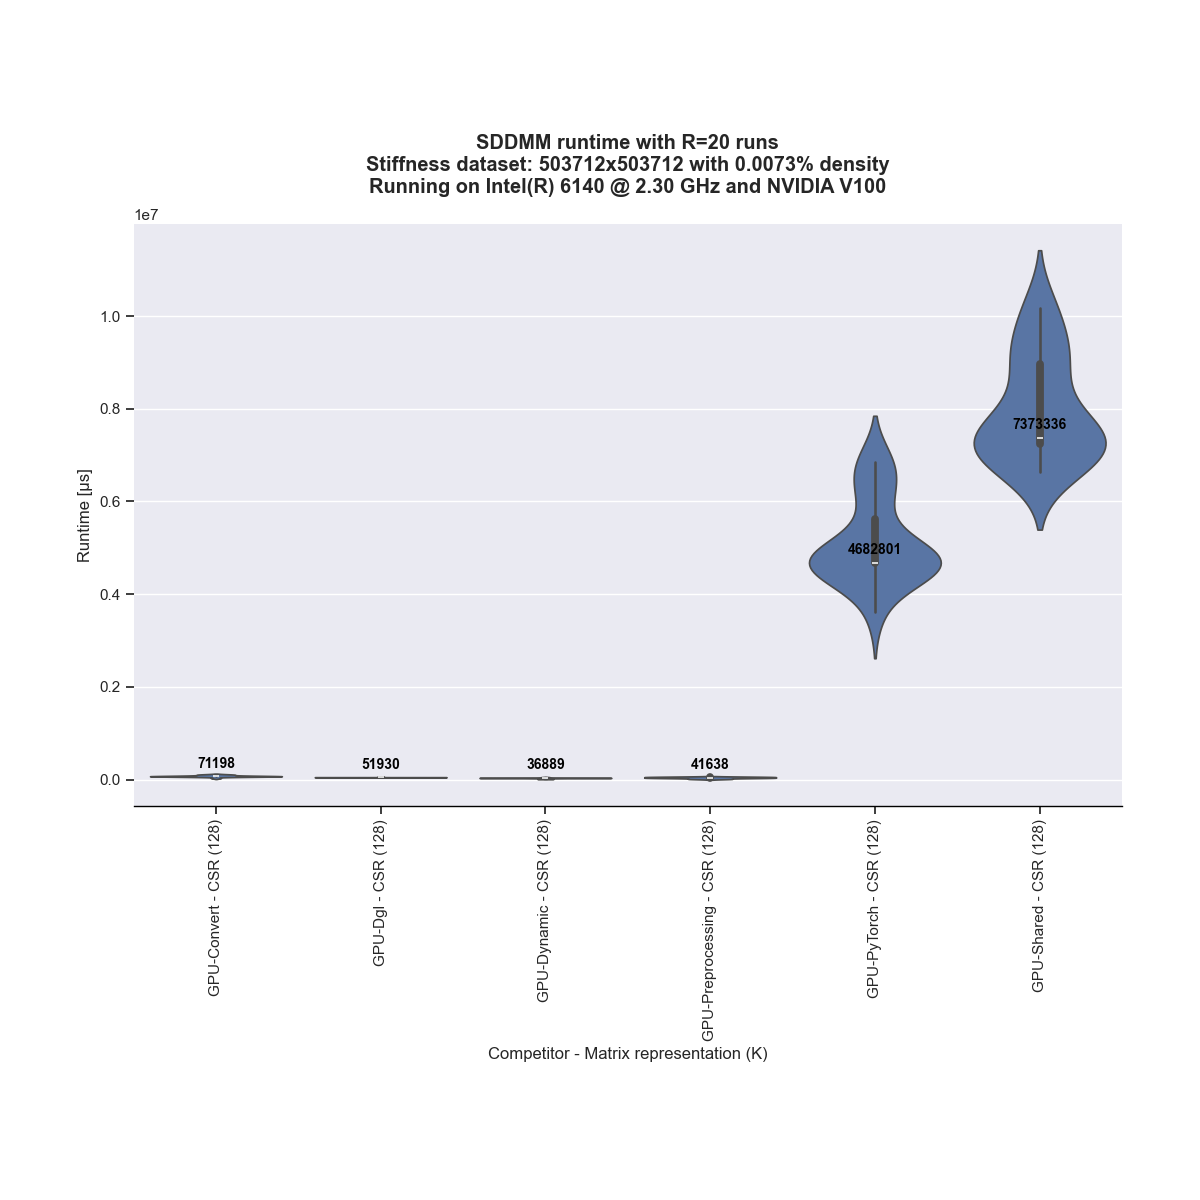 SDDMM runtime with R=20 runs
Stiffness dataset: 503712x503712 with 0.0073% density
Running on Intel(R) 6140 @ 2.30 GHz and NVIDIA V100
1e7
1.0
0.8
0.6
0.4
0.2
0.0
Runtime [µs]
71198
51930
36889
41638
4682801
7373336
GPU-Convert - CSR (128)
GPU-Dgl - CSR (128)
GPU-Dynamic - CSR (128)
GPU-Preprocessing - CSR (128)
GPU-PyTorch - CSR (128)
GPU-Shared - CSR (128)
Competitor - Matrix representation (K)